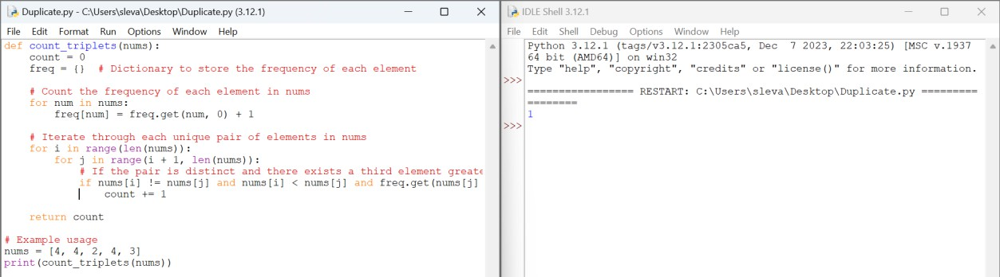 Duplicate.py - C:\Users\sleva\Desktop\Duplicate.py (3.12.1)
File Edit Format Run Options Window Help
def count_triplets(nums):
    count = 0
    freq = {}  # Dictionary to store the frequency of each element

    # Count the frequency of each element in nums
    for num in nums:
        freq[num] = freq.get(num, 0) + 1

    # Iterate through each unique pair of elements in nums
    for i in range(len(nums)):
        for j in range(i + 1, len(nums)):
            # If the pair is distinct and there exists a third element greate
            if nums[i] != nums[j] and nums[i] < nums[j] and freq.get(nums[j]
                count += 1

    return count

# Example usage
nums = [4, 4, 2, 4, 3]
print(count_triplets(nums))
IDLE Shell 3.12.1
File Edit Shell Debug Options Window Help
Python 3.12.1 (tags/v3.12.1:2305ca5, Dec  7 2023, 22:03:25) [MSC v.1937
64 bit (AMD64)] on win32
Type "help", "copyright", "credits" or "license()" for more information.
>>>
================= RESTART: C:\Users\sleva\Desktop\Duplicate.py =========
========
1
>>>